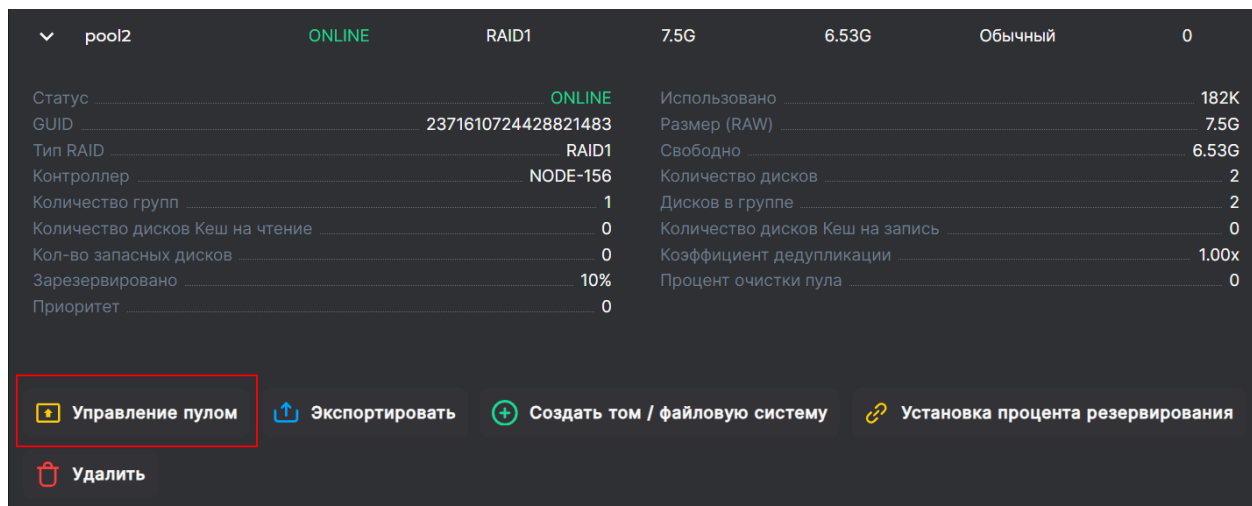 pool2 ONLINE RAID1 7.5G 6.53G Обычный 0
Статус ONLINE Использовано 182K
GUID 2371610724428821483 Размер (RAW) 7.5G
Тип RAID RAID1 Свободно 6.53G
Контроллер NODE-156 Количество дисков 2
Количество групп 1 Дисков в группе 2
Количество дисков Кеш на чтение 0 Количество дисков Кеш на запись 0
Кол-во запасных дисков 0 Коэффициент дедупликации 1.00x
Зарезервировано 10% Процент очистки пула 0
Приоритет 0
Управление пулом Экспортировать Создать том / файловую систему Установка процента резервирования
Удалить